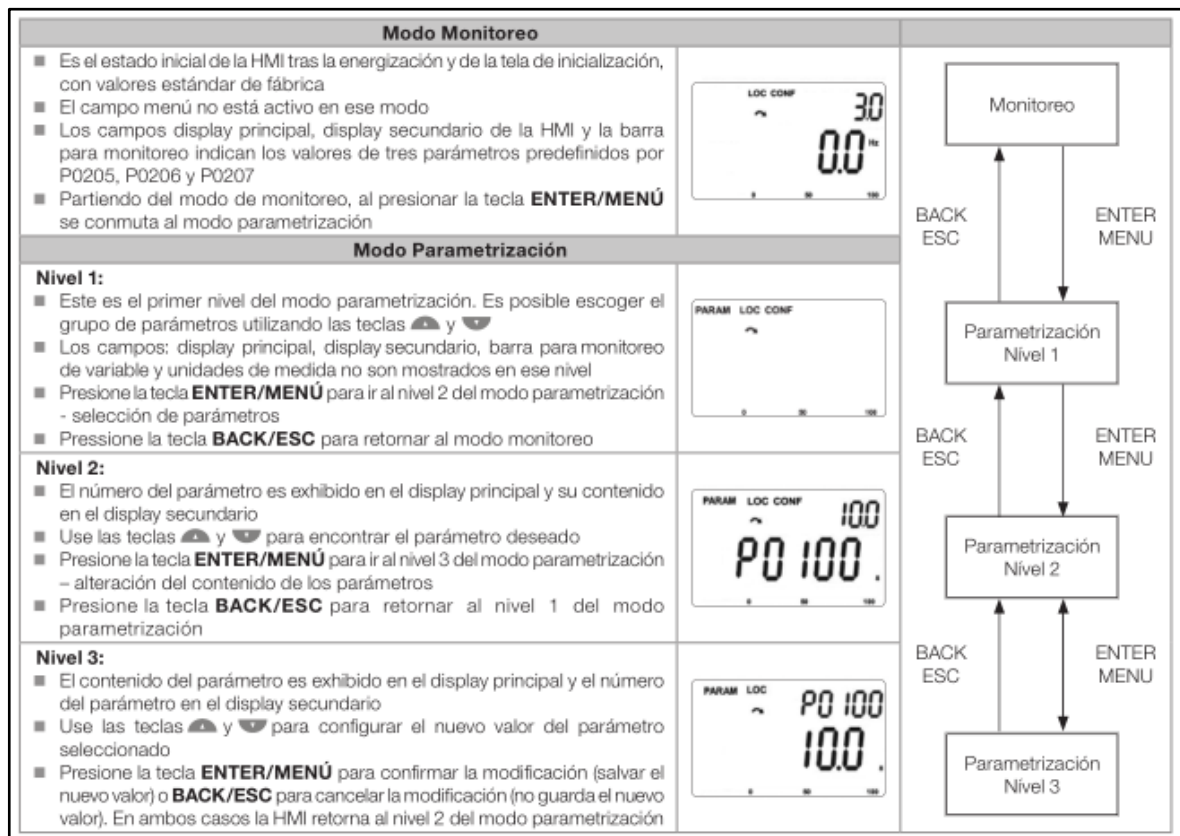 Modo Monitoreo
Es el estado inicial de la HMI tras la energización y de la tela de inicialización,
con valores estándar de fábrica
El campo menú no está activo en ese modo
Los campos display principal, display secundario de la HMI y la barra
para monitoreo indican los valores de tres parámetros predefinidos por
P0205, P0206 y P0207
Partiendo del modo de monitoreo, al presionar la tecla ENTER/MENÚ
se conmuta al modo parametrización
LOC CONF
3.0
0.0 Hz
0 50 100
Modo Parametrización
Nivel 1:
Este es el primer nivel del modo parametrización. Es posible escoger el
grupo de parámetros utilizando las teclas y
Los campos: display principal, display secundario, barra para monitoreo
de variable y unidades de medida no son mostrados en ese nivel
Presione la tecla ENTER/MENÚ para ir al nivel 2 del modo parametrización
- selección de parámetros
Pressione la tecla BACK/ESC para retornar al modo monitoreo
PARAM LOC CONF
0 50 100
Nivel 2:
El número del parámetro es exhibido en el display principal y su contenido
en el display secundario
Use las teclas y para encontrar el parámetro deseado
Presione la tecla ENTER/MENÚ para ir al nivel 3 del modo parametrización
– alteración del contenido de los parámetros
Presione la tecla BACK/ESC para retornar al nivel 1 del modo
parametrización
PARAM LOC CONF
10.0
P0100
0 50 100
Nivel 3:
El contenido del parámetro es exhibido en el display principal y el número
del parámetro en el display secundario
Use las teclas y para configurar el nuevo valor del parámetro
seleccionado
Presione la tecla ENTER/MENÚ para confirmar la modificación (salvar el
nuevo valor) o BACK/ESC para cancelar la modificación (no guarda el nuevo
valor). En ambos casos la HMI retorna al nivel 2 del modo parametrización
PARAM LOC
P0100
10.0
0 50 100
Monitoreo
BACK
ESC
ENTER
MENU
Parametrización
Nível 1
BACK
ESC
ENTER
MENU
Parametrización
Nível 2
BACK
ESC
ENTER
MENU
Parametrización
Nível 3